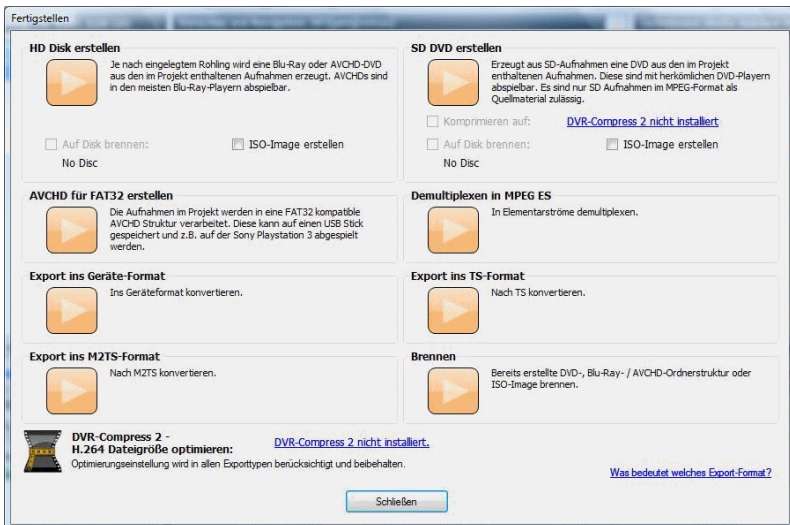 Fertigstellen
HD Disk erstellen
Je nach eingelegtem Rohling wird eine Blu-Ray oder AVCHD-DVD
aus den im Projekt enthaltenen Aufnahmen erzeugt. AVCHDs sind
in den meisten Blu-Ray-Playern abspielbar.
Auf Disk brennen:
ISO-Image erstellen
No Disc
SD DVD erstellen
Erzeugt aus SD-Aufnahmen eine DVD aus den im Projekt
enthaltenen Aufnahmen. Diese sind mit herkömlichen DVD-Playern
abspielbar. Es sind nur SD Aufnahmen im MPEG-Format als
Quellmaterial zulässig.
Komprimieren auf:
DVR-Compress 2 nicht installiert
Auf Disk brennen:
ISO-Image erstellen
No Disc
AVCHD für FAT32 erstellen
Die Aufnahmen im Projekt werden in eine FAT32 kompatible
AVCHD Struktur verarbeitet. Diese kann auf einen USB Stick
gespeichert und z.B. auf der Sony Playstation 3 abgespielt
werden.
Demultiplexen in MPEG ES
In Elementarströme demultiplexen.
Export ins Geräte-Format
Ins Geräteformat konvertieren.
Export ins TS-Format
Nach TS konvertieren.
Export ins M2TS-Format
Nach M2TS konvertieren.
Brennen
Bereits erstellte DVD-, Blu-Ray- / AVCHD-Ordnerstruktur oder
ISO-Image brennen.
DVR-Compress 2 -
H.264 Dateigröße optimieren:
DVR-Compress 2 nicht installiert.
Optimierungseinstellung wird in allen Exporttypen berücksichtigt und beibehalten.
Was bedeutet welches Export-Format?
Schließen